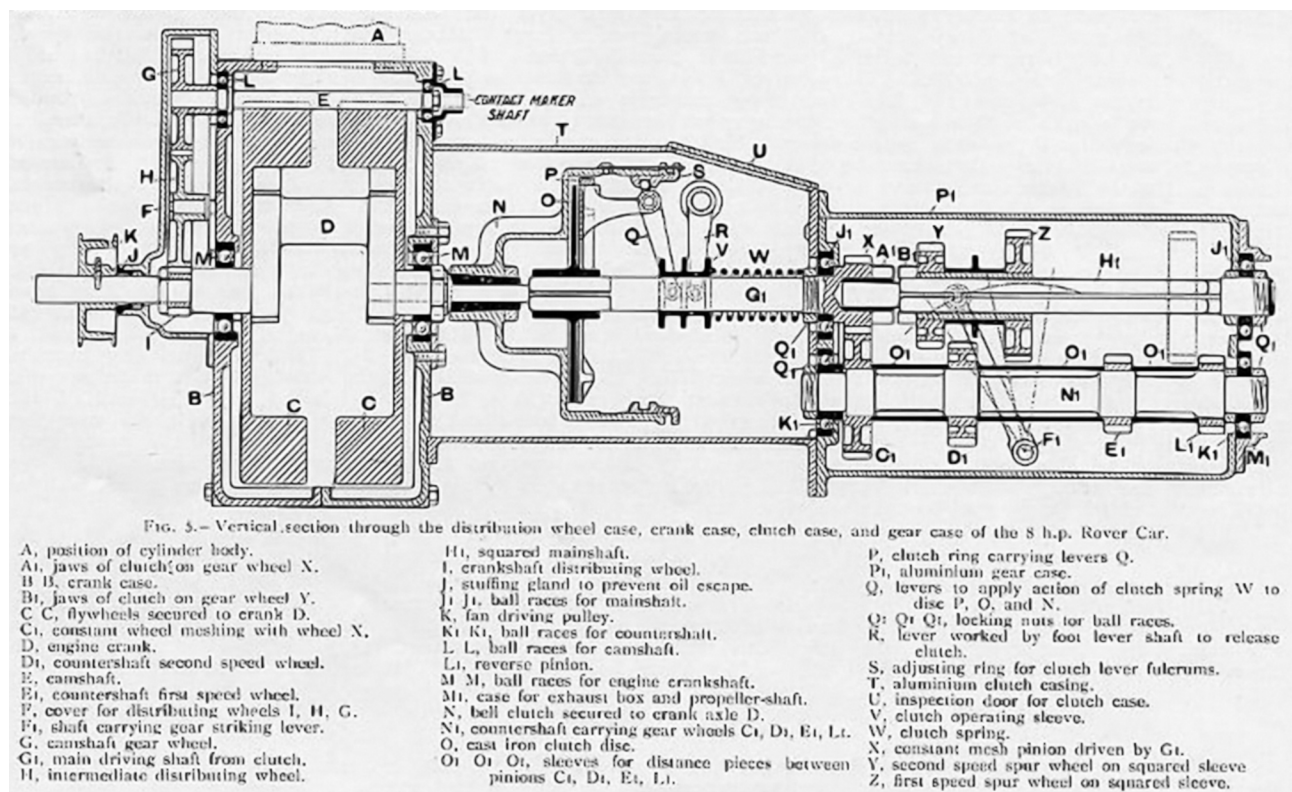 A
G
L
L
E
CONTACT MAKER
SHAFT
T
U
H
P
S
O
N
P1
F
D
Q
R
V
W
J1
X
A1
B1
Y
Z
H1
J1
K
J
M
M
G1
I
Q1
Q1
Q1
O1
O1
O1
N1
B
C
C
B
K1
C1
D1
F1
E1
L1
K1
M1
FIG. 5.—Vertical section through the distribution wheel case, crank case, clutch case, and gear case of the 8 h.p. Rover Car.
A, position of cylinder body.
A1, jaws of clutch on gear wheel X.
B B, crank case.
B1, jaws of clutch on gear wheel Y.
C C, flywheels secured to crank D.
C1, constant wheel meshing with wheel X.
D, engine crank.
D1, countershaft second speed wheel.
E, camshaft.
E1, countershaft first speed wheel.
F, cover for distributing wheels I, H, G.
F1, shaft carrying gear striking lever.
G, camshaft gear wheel.
G1, main driving shaft from clutch.
H, intermediate distributing wheel.
H1, squared mainshaft.
I, crankshaft distributing wheel.
J, stuffing gland to prevent oil escape.
J1 J1, ball races for mainshaft.
K, fan driving pulley.
K1 K1, ball races for countershaft.
L L, ball races for camshaft.
L1, reverse pinion.
M M, ball races for engine crankshaft.
M1, case for exhaust box and propeller-shaft.
N, bell clutch secured to crank axle D.
N1, countershaft carrying gear wheels C1, D1, E1, L1.
O, cast iron clutch disc.
O1 O1 O1, sleeves for distance pieces between
pinions C1, D1, E1, L1.
P, clutch ring carrying levers Q.
P1, aluminium gear case.
Q, levers to apply action of clutch spring W to
disc P, O, and N.
Q1 Q1 Q1, locking nuts for ball races.
R, lever worked by foot lever shaft to release
clutch.
S, adjusting ring for clutch lever fulcrums.
T, aluminium clutch casing.
U, inspection door for clutch case.
V, clutch operating sleeve.
W, clutch spring.
X, constant mesh pinion driven by G1.
Y, second speed spur wheel on squared sleeve
Z, first speed spur wheel on squared sleeve.